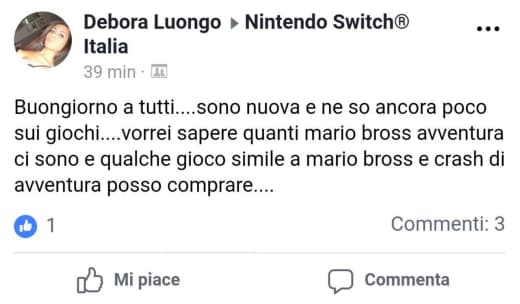 Debora Luongo ▸ Nintendo Switch®
Italia
39 min ·
Buongiorno a tutti....sono nuova e ne so ancora poco
sui giochi....vorrei sapere quanti mario bross avventura
ci sono e qualche gioco simile a mario bross e crash di
avventura posso comprare....
1
Commenti: 3
Mi piace
Commenta